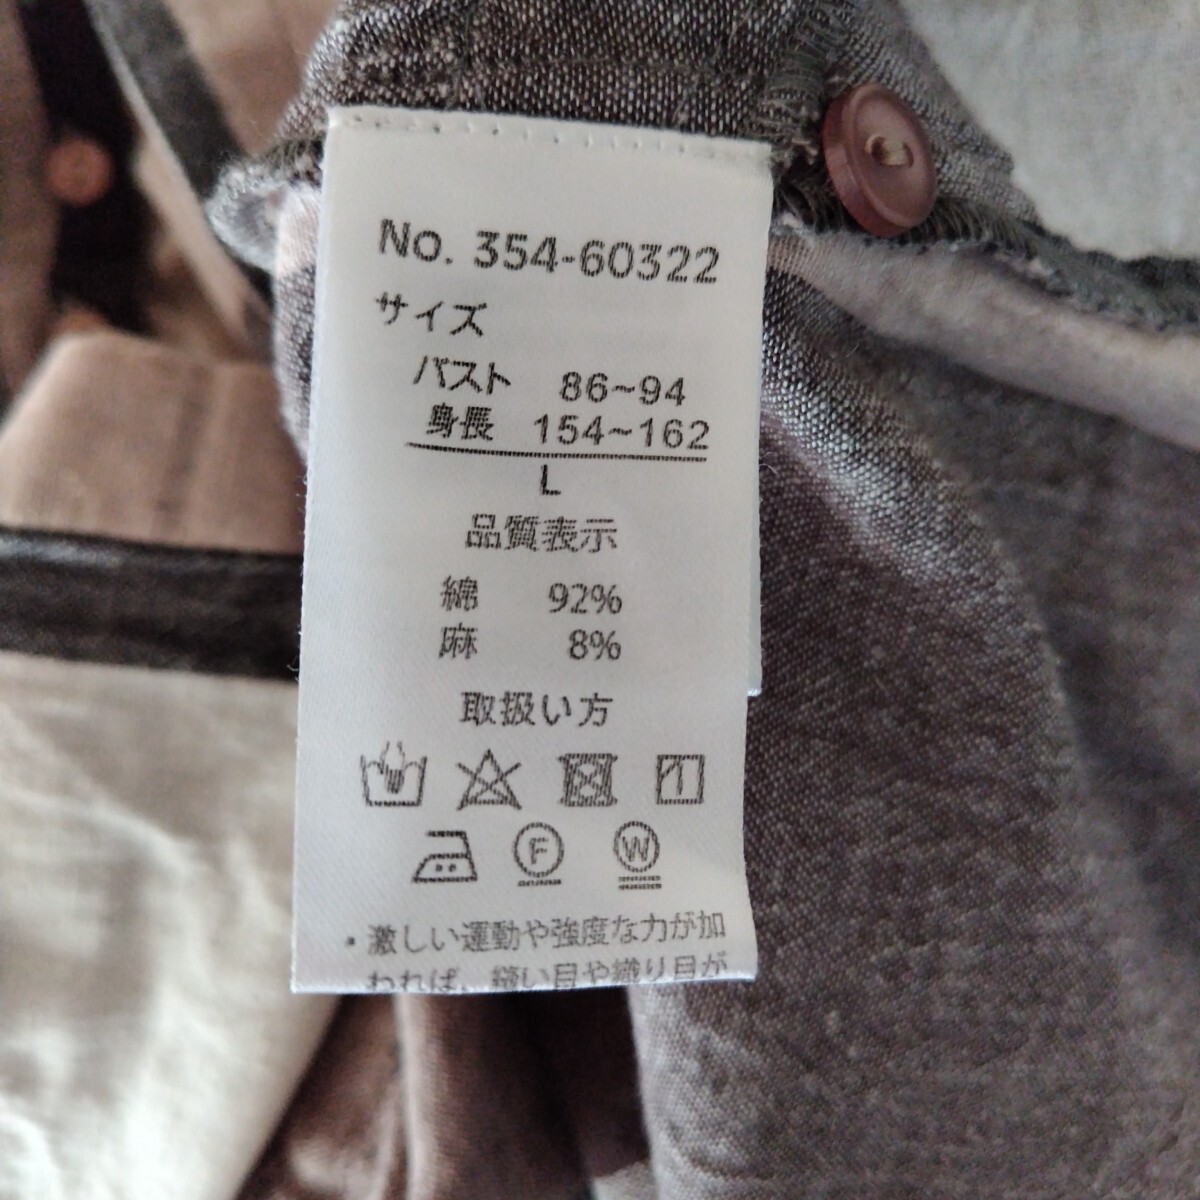 No. 354-60322
サイズ
バスト 86~94
身長 154~162
L
品質表示
綿 92%
麻 8%
取扱い方
F W
・激しい運動や強度な力が加
われば、縫い目や織り目が